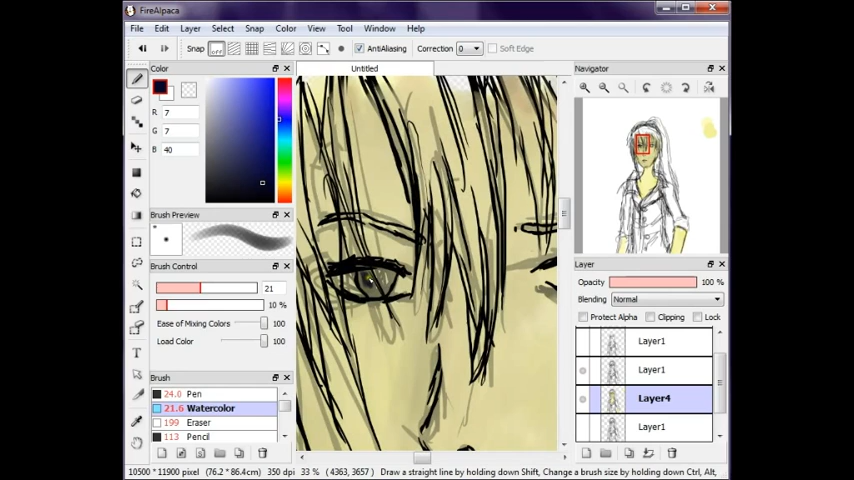 FireAlpaca
File Edit Layer Select Snap Color View Tool Window Help
Snap OFF AntiAliasing Correction 0 Soft Edge
Color
Untitled
Navigator
R 7
G 7
B 40
Brush Preview
Brush Control
21
10 %
Ease of Mixing Colors 100
Load Color 100
Brush
24.0 Pen
21.6 Watercolor
199 Eraser
113 Pencil
Layer
Opacity 100 %
Blending Normal
Protect Alpha Clipping Lock
Layer1
Layer1
Layer4
Layer1
10500 * 11900 pixel (76.2 * 86.4cm) 350 dpi 33 % (4363, 3657) Draw a straight line by holding down Shift, Change a brush size by holding down Ctrl, Alt,